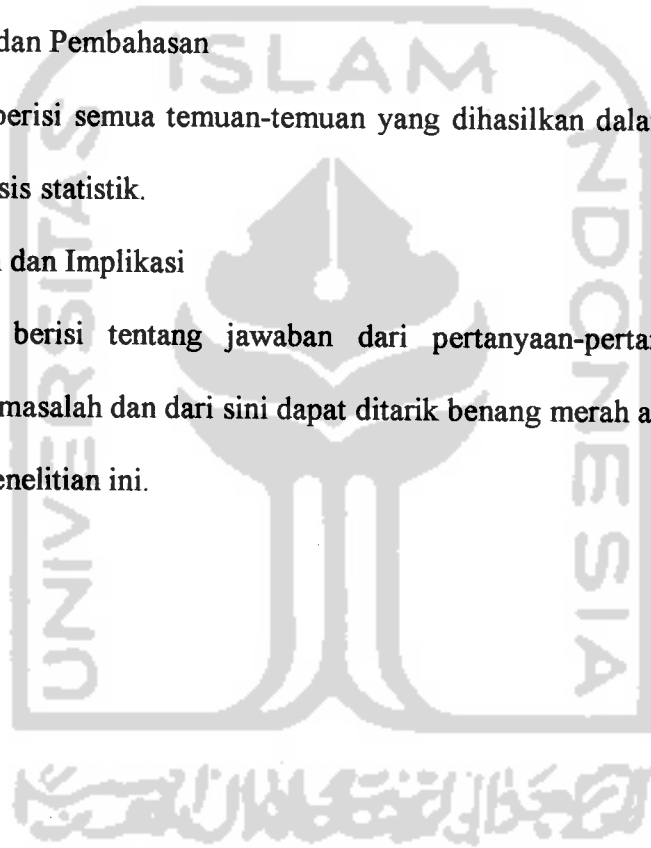 dan Pembahasan
berisi semua temuan-temuan yang dihasilkan dala
sis statistik.
dan Implikasi
berisi tentang jawaban dari pertanyaan-perta
masalah dan dari sini dapat ditarik benang merah a
enelitian ini.
ISLAM
UNIVERSITAS
INDONESIA